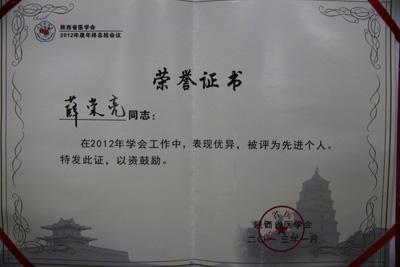 陕西省医学会
2012年度年终总结会议
荣誉证书
薛荣亮同志：
在2012年学会工作中，表现优异，被评为先进个人。
特发此证，以资鼓励。
陕西省医学会
二〇一三年一月